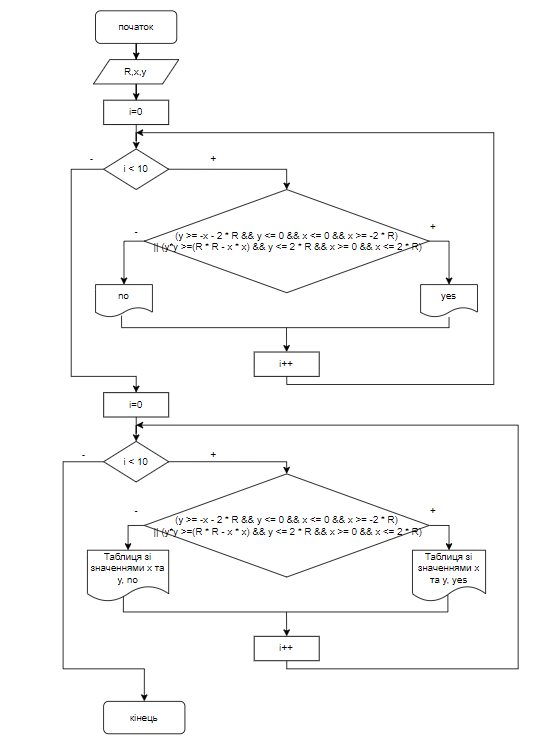 початок
R,x,y
i=0
-
+
i < 10
(y >= -x - 2 * R && y <= 0 && x <= 0 && x >= -2 * R)
|| (y*y >=(R * R - x * x) && y <= 2 * R && x >= 0 && x <= 2 * R)
-
+
no
yes
i++
i=0
-
+
i < 10
(y >= -x - 2 * R && y <= 0 && x <= 0 && x >= -2 * R)
|| (y*y >=(R * R - x * x) && y <= 2 * R && x >= 0 && x <= 2 * R)
-
+
Таблиця зі
значеннями x та
y, no
Таблиця зі
значеннями x
та y, yes
i++
кінець